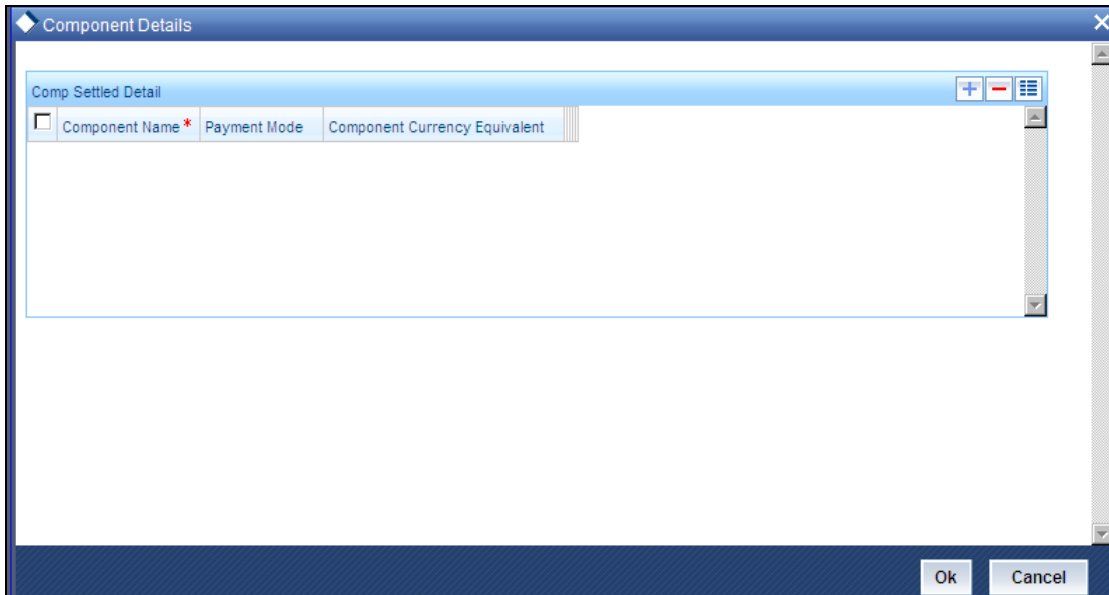 Component Details
Comp Settled Detail
Component Name * Payment Mode Component Currency Equivalent
Ok Cancel